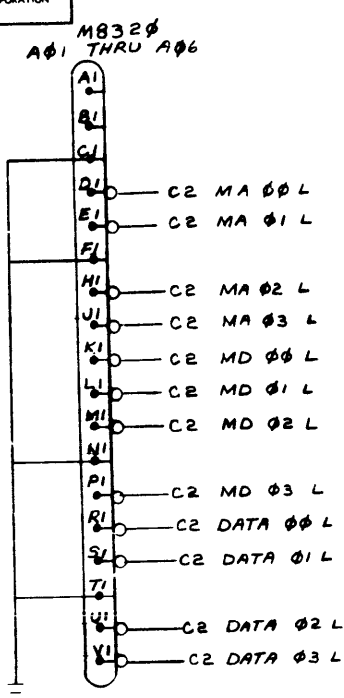 PORATION
M832Ø
AØ1 THRU AØ6
A1
B1
C1
D1 C2 MA ØØ L
E1 C2 MA Ø1 L
F1
H1 C2 MA Ø2 L
J1 C2 MA Ø3 L
K1 C2 MD ØØ L
L1 C2 MD Ø1 L
M1 C2 MD Ø2 L
N1
P1 C2 MD Ø3 L
R1 C2 DATA ØØ L
S1 C2 DATA Ø1 L
T1
U1 C2 DATA Ø2 L
V1 C2 DATA Ø3 L